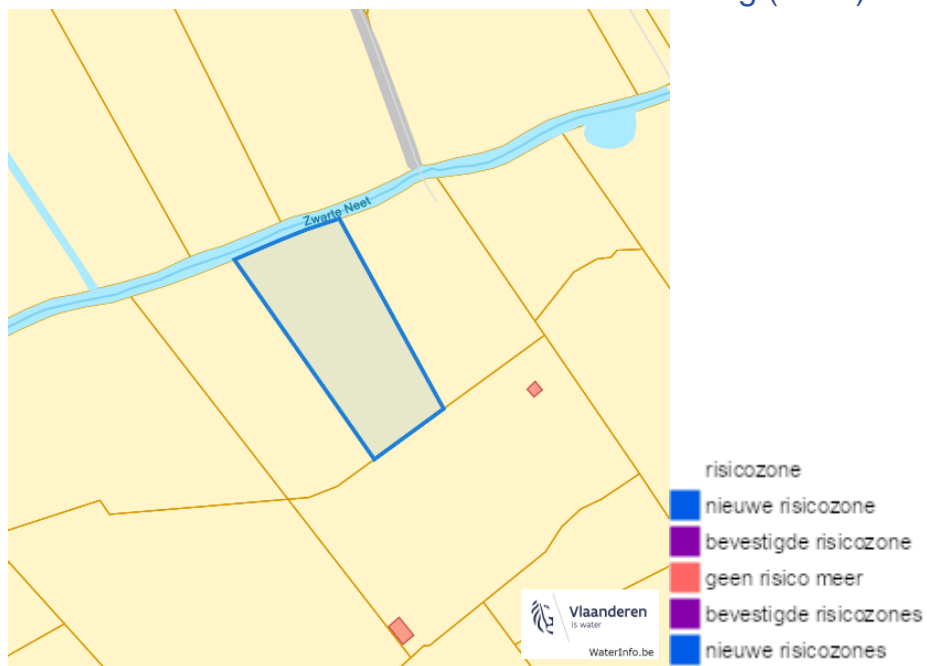 Zwarte Neet
risicozone
nieuwe risicozone
bevestigde risicozone
geen risico meer
bevestigde risicozones
nieuwe risicozones
Vlaanderen
is water
WaterInfo.be